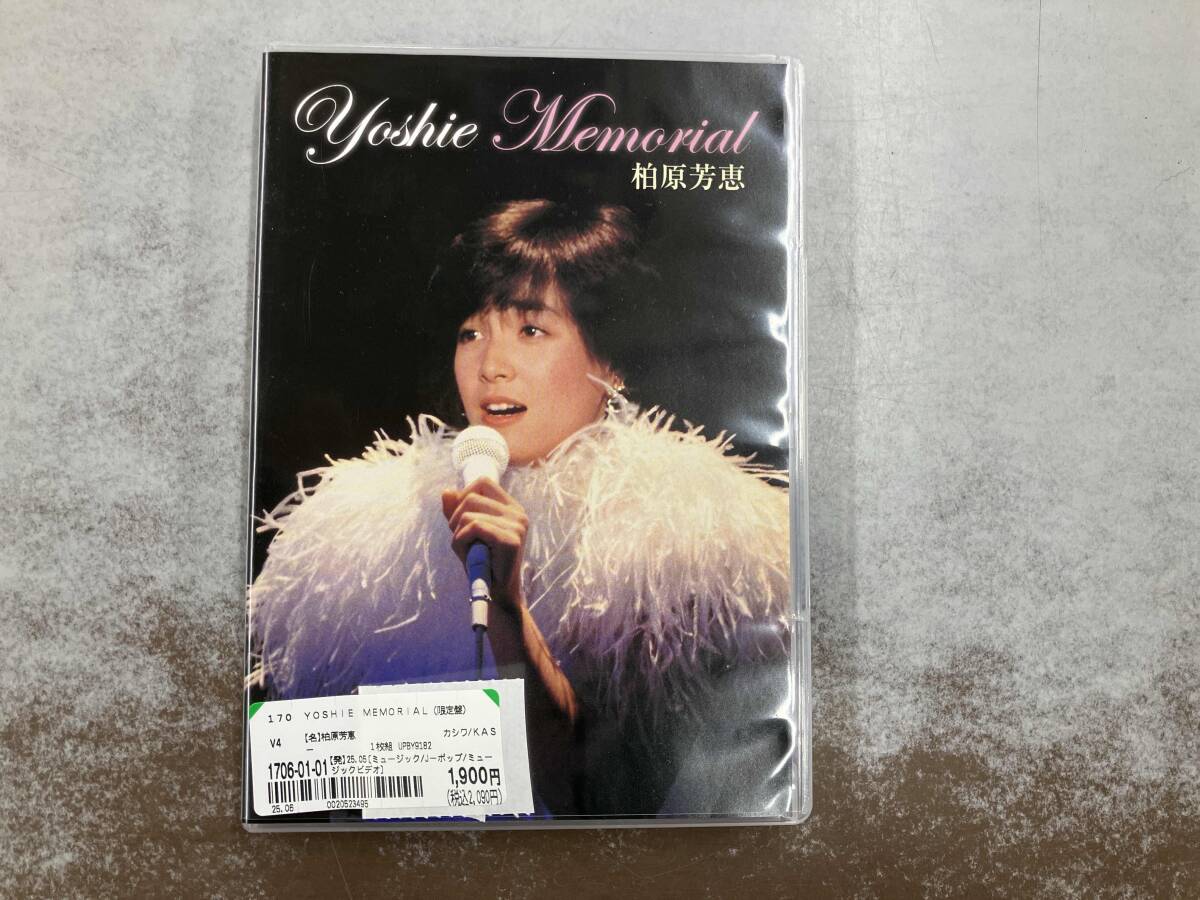 Yoshie Memorial
柏原芳恵
170 YOSHIE MEMORIAL(限定盤)
V4 【名】柏原芳恵 カシワ/KAS
ー 1枚組 UPBY9182
1706-01-01 【発】25.05〔ミュージック/Jーポップ/ミュー
ジックビデオ〕 1,900円
(税込2,090円)
25.06 0020523495